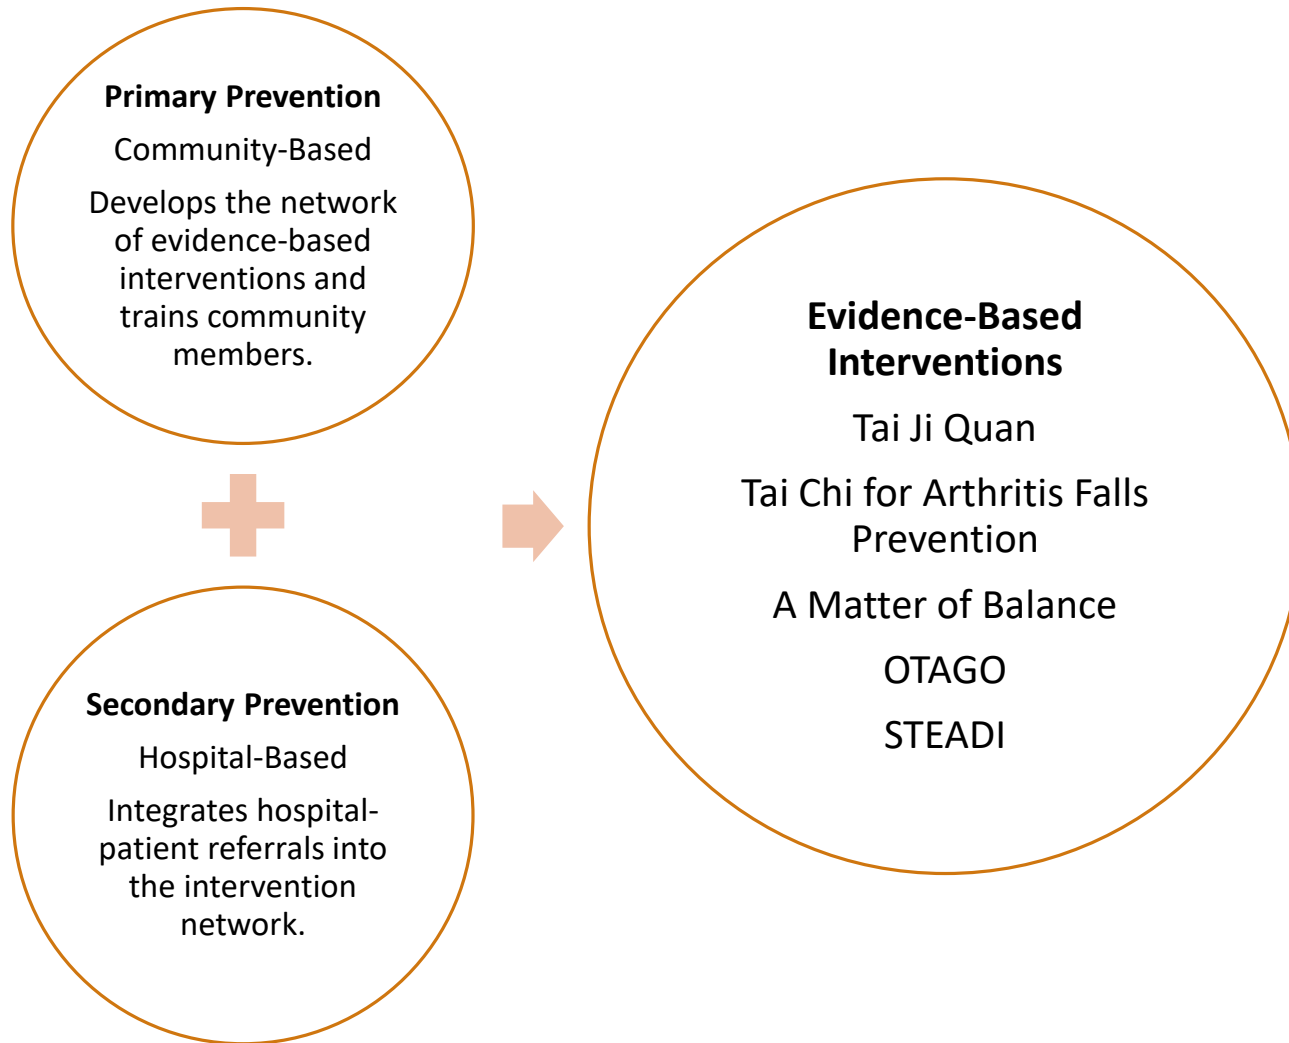 Primary Prevention
Community-Based
Develops the network
of evidence-based
interventions and
trains community
members.
Secondary Prevention
Hospital-Based
Integrates hospital-
patient referrals into
the intervention
network.
Evidence-Based
Interventions
Tai Ji Quan
Tai Chi for Arthritis Falls
Prevention
A Matter of Balance
OTAGO
STEADI